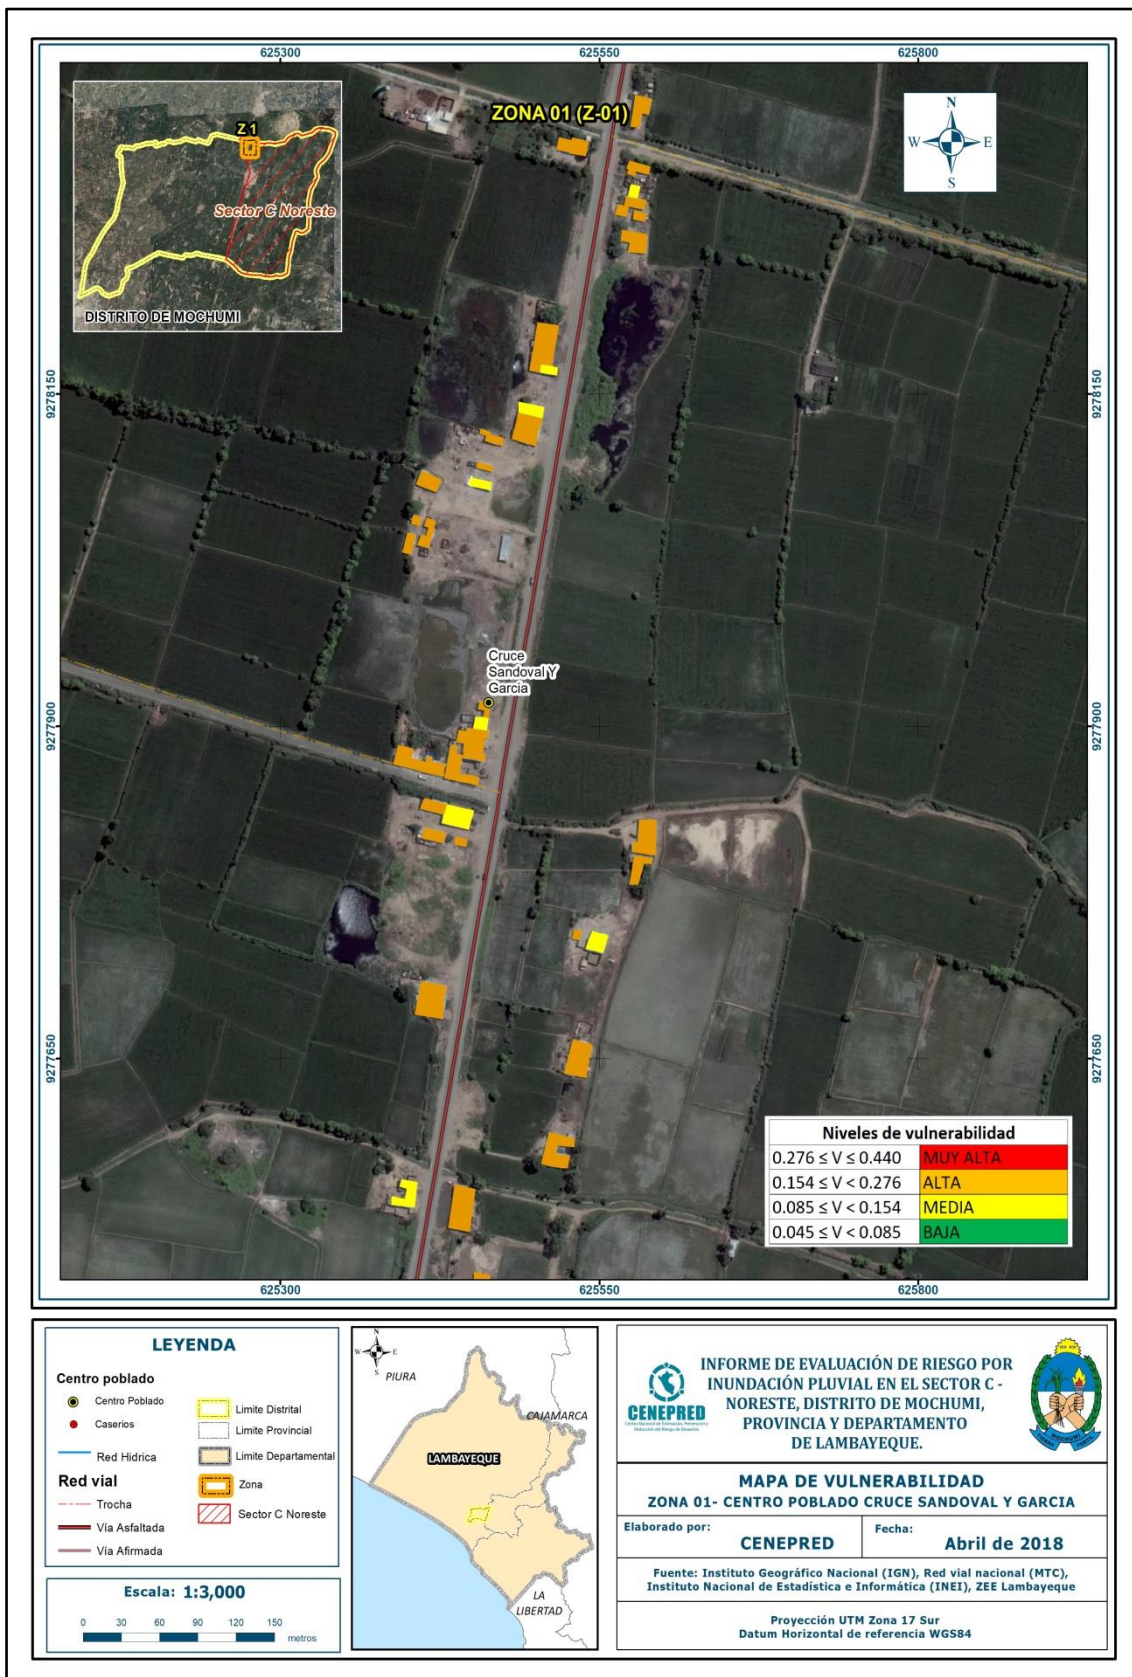 625300
625550
625800
ZONA 01 (Z-01)
Z 1
Sector C Noreste
DISTRITO DE MOCHUMI
N
W
E
S
9278150
9278150
Cruce
Sandoval Y
Garcia
9277900
9277900
9277650
9277650
Niveles de vulnerabilidad
0.276 ≤ V ≤ 0.440 MUY ALTA
0.154 ≤ V < 0.276 ALTA
0.085 ≤ V < 0.154 MEDIA
0.045 ≤ V < 0.085 BAJA
625300
625550
625800
LEYENDA
Centro poblado
Centro Poblado
Caserios
Red Hidrica
Red vial
Trocha
Vía Asfaltada
Vía Afirmada
Limite Distrital
Limite Provincial
Limite Departamental
Zona
Sector C Noreste
Escala: 1:3,000
0 30 60 90 120 150
metros
N
W
E
S
PIURA
CAJAMARCA
LAMBAYEQUE
LA
LIBERTAD
CENEPRED
INFORME DE EVALUACIÓN DE RIESGO POR
INUNDACIÓN PLUVIAL EN EL SECTOR C -
NORESTE, DISTRITO DE MOCHUMI,
PROVINCIA Y DEPARTAMENTO
DE LAMBAYEQUE.
MOCHUMI
MAPA DE VULNERABILIDAD
ZONA 01- CENTRO POBLADO CRUCE SANDOVAL Y GARCIA
Elaborado por:
CENEPRED
Fecha:
Abril de 2018
Fuente: Instituto Geográfico Nacional (IGN), Red vial nacional (MTC),
Instituto Nacional de Estadística e Informática (INEI), ZEE Lambayeque
Proyección UTM Zona 17 Sur
Datum Horizontal de referencia WGS84